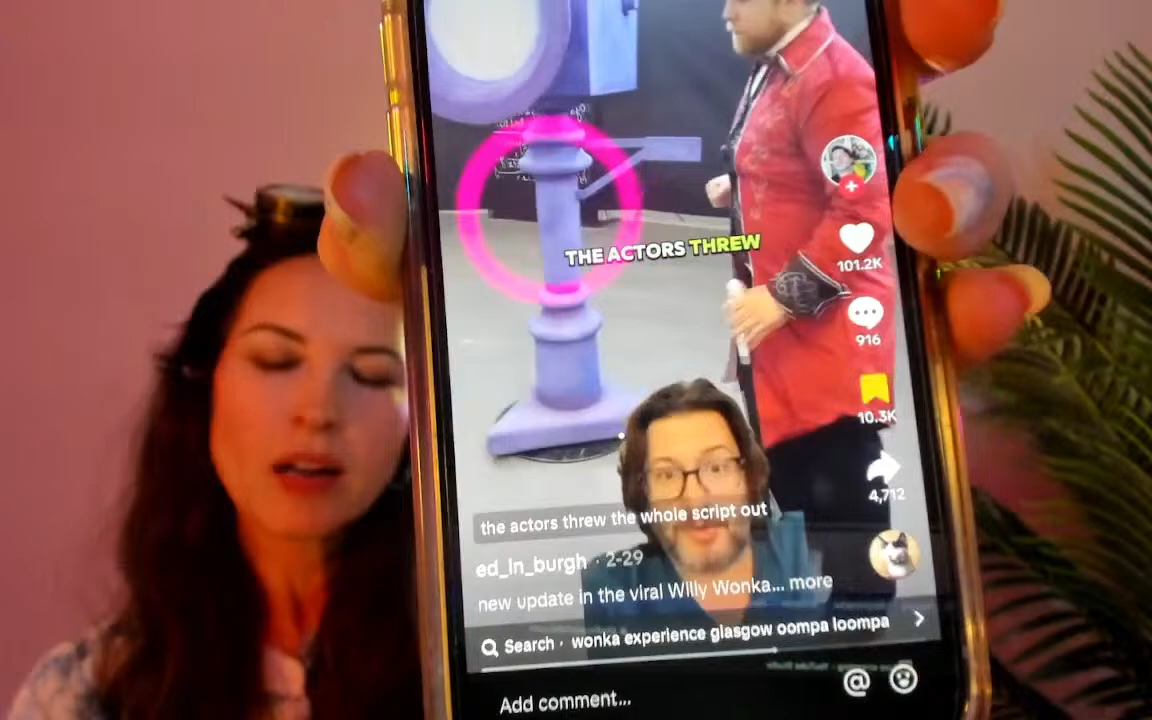 THE ACTORS THREW
101.2K
916
10.3K
4,712
the actors threw the whole script out
ed_in_burgh · 2-29
new update in the viral Willy Wonka... more
Search · wonka experience glasgow oompa loompa
Add comment...
@